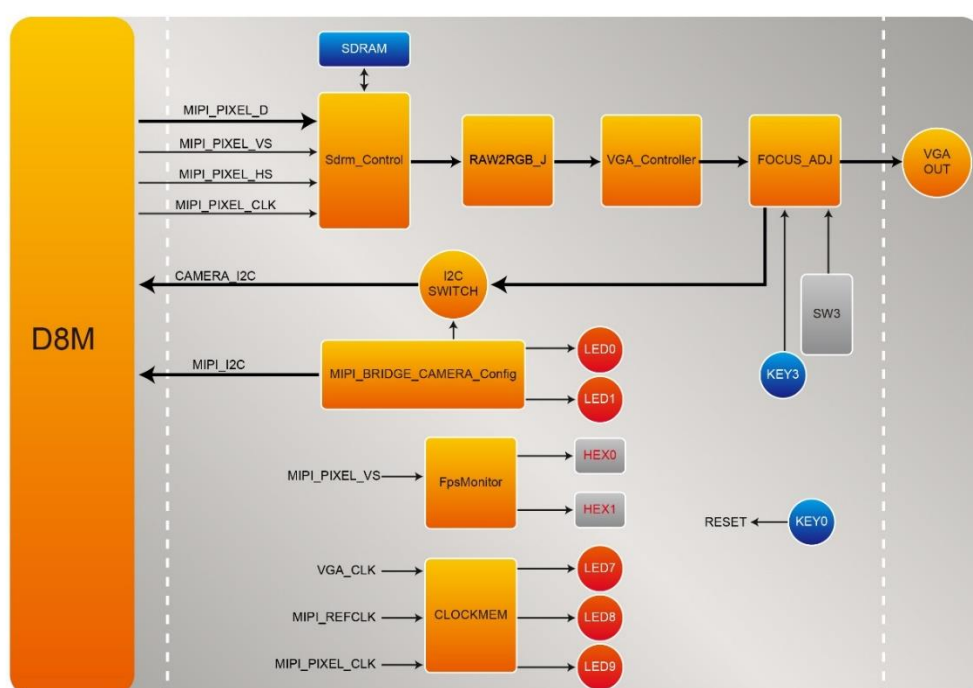 SDRAM
MIPI_PIXEL_D
MIPI_PIXEL_VS
MIPI_PIXEL_HS
MIPI_PIXEL_CLK
Sdrm_Control
RAW2RGB_J
VGA_Controller
FOCUS_ADJ
VGA
OUT
CAMERA_I2C
I2C
SWITCH
SW3
D8M
MIPI_I2C
MIPI_BRIDGE_CAMERA_Config
LED0
LED1
KEY3
MIPI_PIXEL_VS
FpsMonitor
HEX0
HEX1
RESET
KEY0
VGA_CLK
MIPI_REFCLK
MIPI_PIXEL_CLK
CLOCKMEM
LED7
LED8
LED9